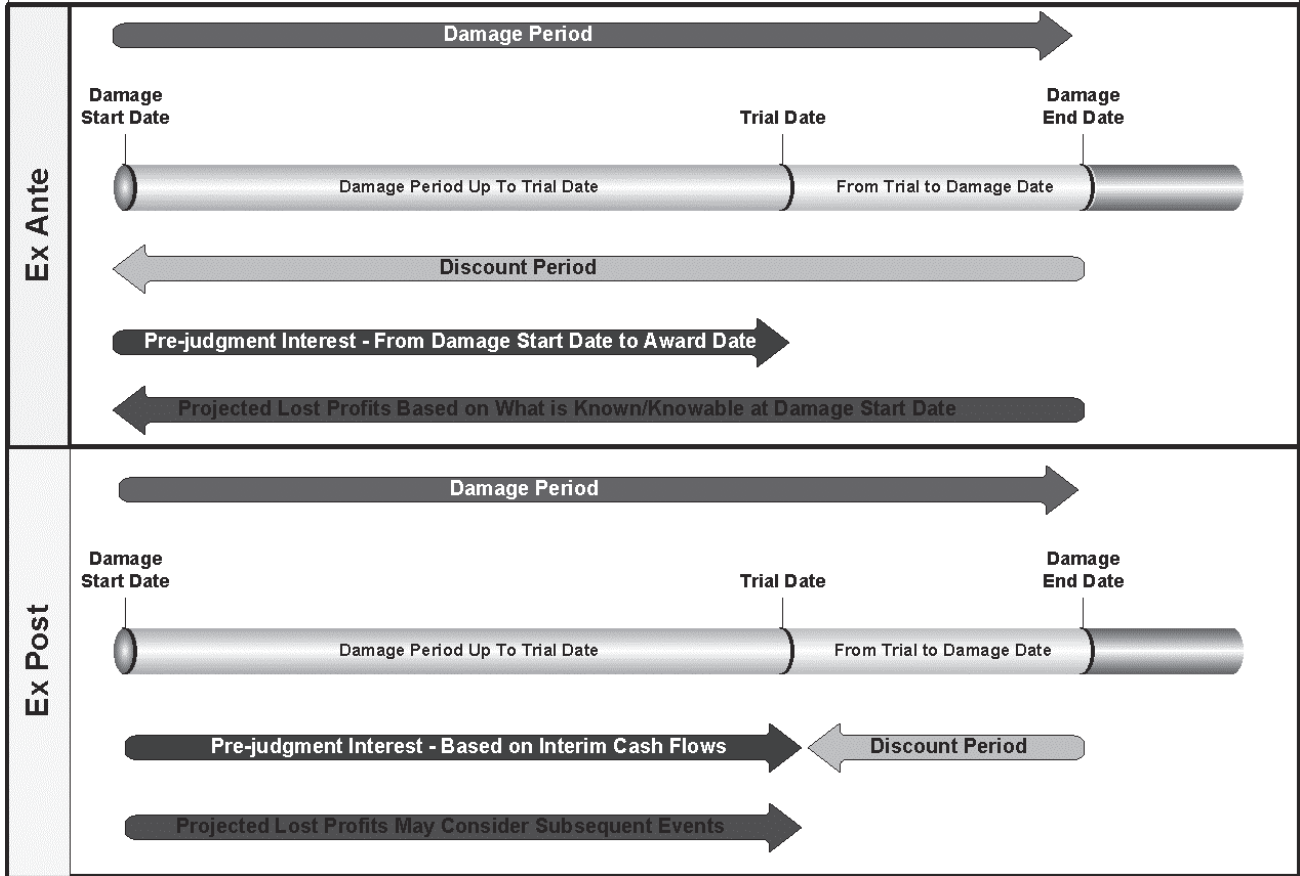 Ex Ante
Damage Period
Damage
Start Date
Trial Date
Damage
End Date
Damage Period Up To Trial Date
From Trial to Damage Date
Discount Period
Pre-judgment Interest - From Damage Start Date to Award Date
Projected Lost Profits Based on What is Known/Knowable at Damage Start Date
Ex Post
Damage Period
Damage
Start Date
Trial Date
Damage
End Date
Damage Period Up To Trial Date
From Trial to Damage Date
Pre-judgment Interest - Based on Interim Cash Flows
Discount Period
Projected Lost Profits May Consider Subsequent Events